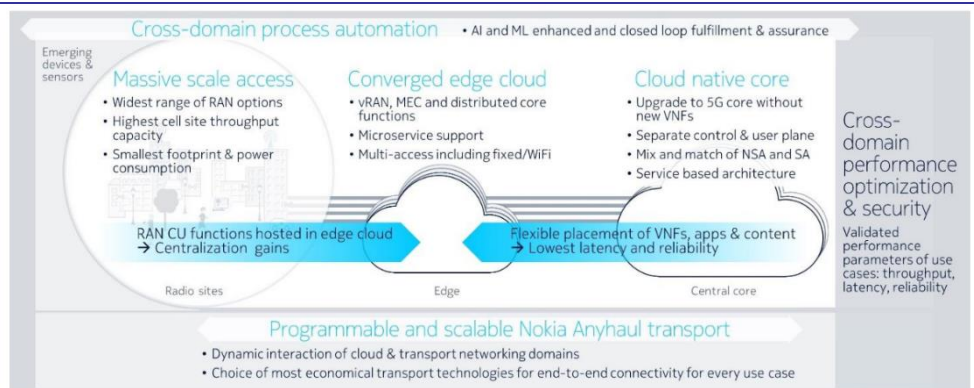 Cross-domain process automation • AI and ML enhanced and closed loop fulfillment & assurance
Emerging
devices &
sensors
Massive scale access
• Widest range of RAN options
• Highest cell site throughput
capacity
• Smallest footprint & power
consumption
Converged edge cloud
• vRAN, MEC and distributed core
functions
• Microservice support
• Multi-access including fixed/WiFi
Cloud native core
• Upgrade to 5G core without
new VNFs
• Separate control & user plane
• Mix and match of NSA and SA
• Service based architecture
RAN CU functions hosted in edge cloud
→ Centralization gains
Flexible placement of VNFs, apps & content
→ Lowest latency and reliability
Radio sites
Edge
Central core
Cross-
domain
performance
optimization
& security
Validated
performance
parameters of use
cases: throughput,
latency, reliability
Programmable and scalable Nokia Anyhaul transport
• Dynamic interaction of cloud & transport networking domains
• Choice of most economical transport technologies for end-to-end connectivity for every use case